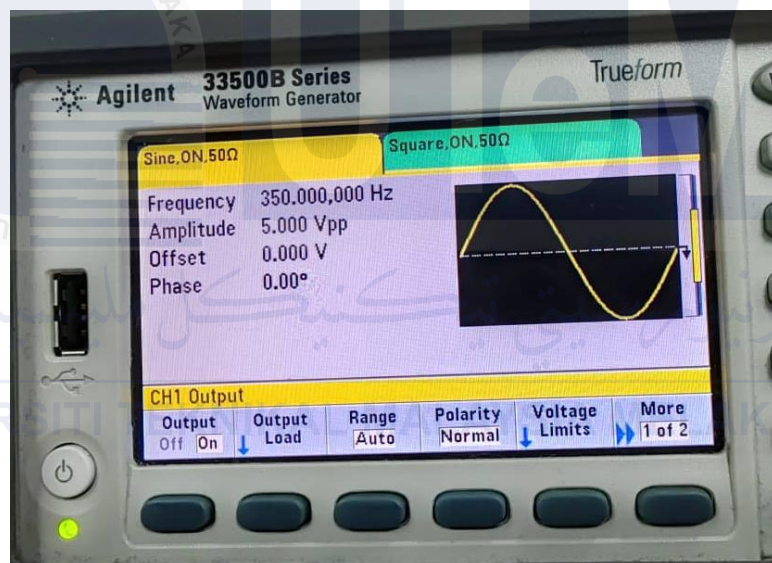 Agilent
33500B Series
Waveform Generator
Trueform
Sine,ON,50Ω
Square,ON,50Ω
Frequency 350.000,000 Hz
Amplitude 5.000 Vpp
Offset 0.000 V
Phase 0.00°
CH1 Output
Output
Off On
Output
Load
Range
Auto
Polarity
Normal
Voltage
Limits
More
1 of 2
UTeM